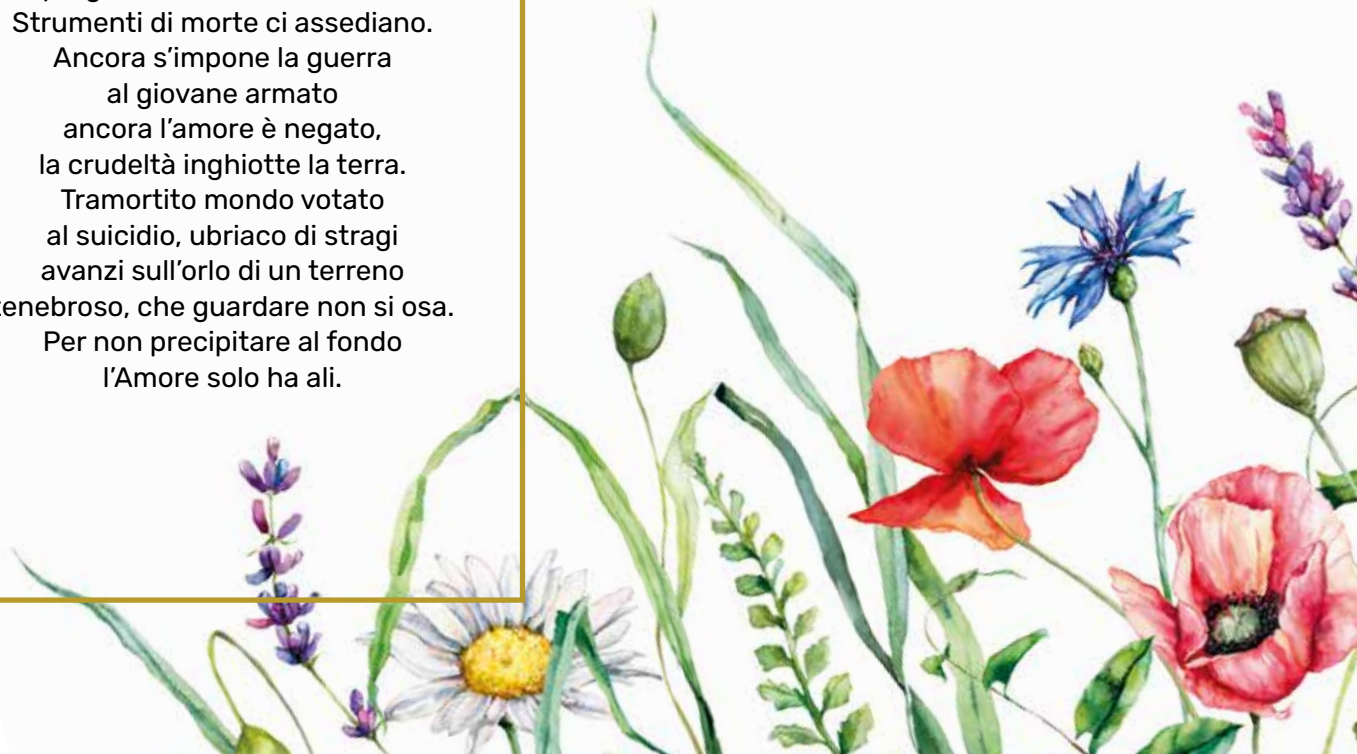 Strumenti di morte ci assediano.
Ancora s’impone la guerra
al giovane armato
ancora l’amore è negato,
la crudeltà inghiotte la terra.
Tramortito mondo votato
al suicidio, ubriaco di stragi
avanzi sull’orlo di un terreno
tenebroso, che guardare non si osa.
Per non precipitare al fondo
l’Amore solo ha ali.